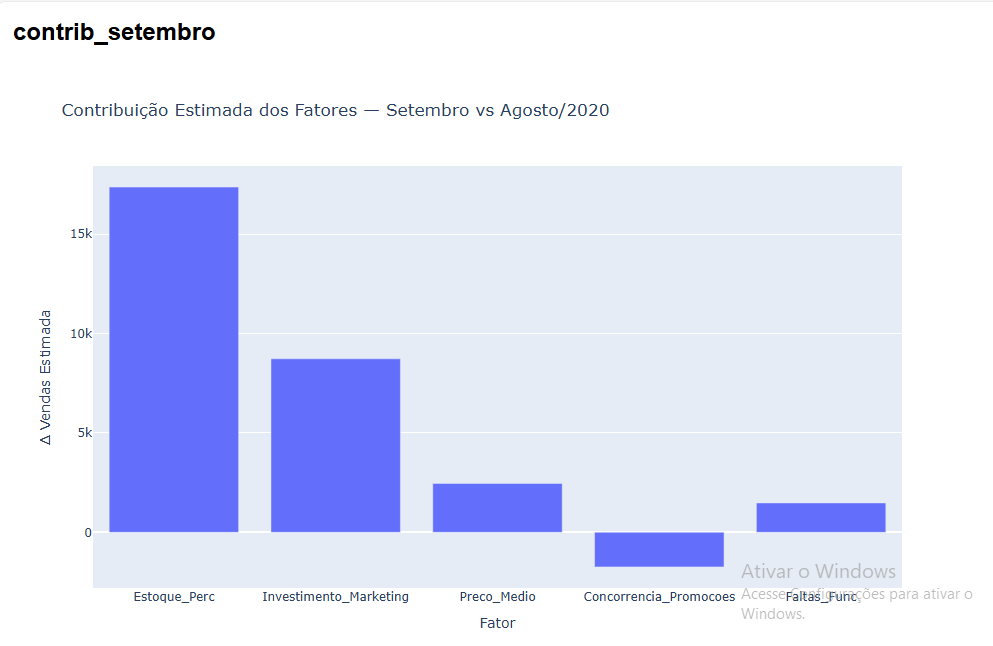 contrib_setembro
Contribuição Estimada dos Fatores — Setembro vs Agosto/2020
Δ Vendas Estimada
15k
10k
5k
0
Estoque_Perc
Investimento_Marketing
Preco_Medio
Concorrencia_Promocoes
Faltas_Func
Fator
Ativar o Windows
Acesse Configurações para ativar o
Windows.